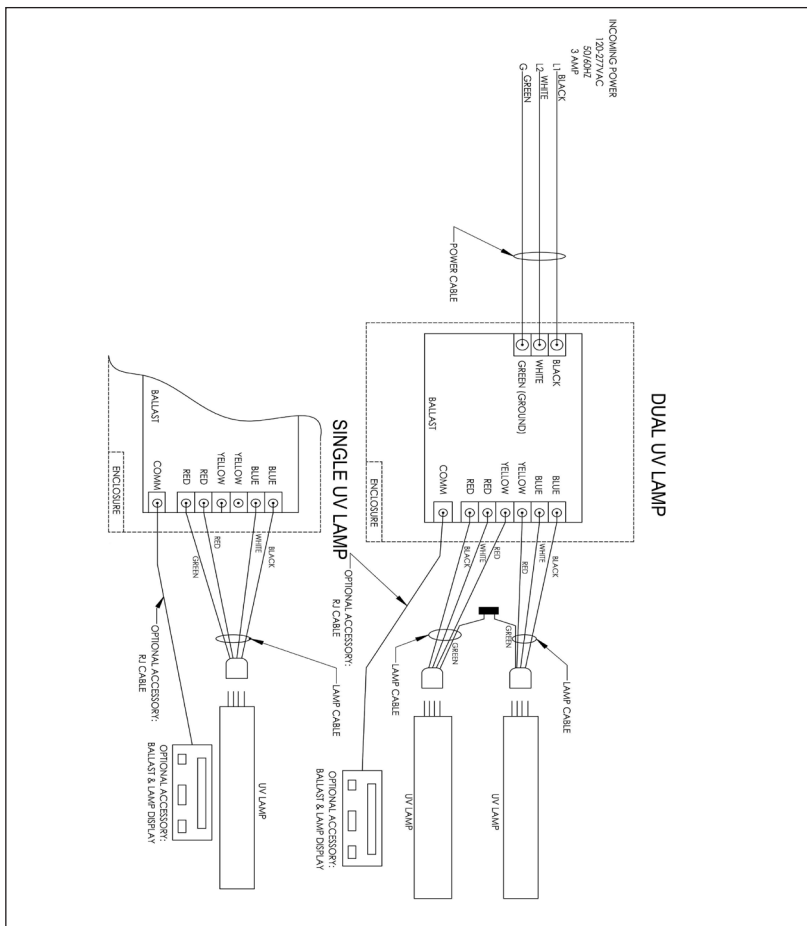 DUAL UV LAMP
INCOMING POWER
120-277VAC
50/60HZ
3 AMP
L1- BLACK
L2- WHITE
G - GREEN
POWER CABLE
BLACK
WHITE
GREEN (GROUND)
BALLAST
ENCLOSURE
BLUE
BLUE
YELLOW
YELLOW
RED
RED
COMM
BLACK
WHITE
RED
RED
WHITE
BLACK
GREEN
GREEN
LAMP CABLE
LAMP CABLE
UV LAMP
UV LAMP
OPTIONAL ACCESSORY:
RJ CABLE
OPTIONAL ACCESSORY:
BALLAST & LAMP DISPLAY
SINGLE UV LAMP
BALLAST
ENCLOSURE
BLUE
BLUE
YELLOW
YELLOW
RED
RED
COMM
BLACK
WHITE
RED
GREEN
LAMP CABLE
UV LAMP
OPTIONAL ACCESSORY:
RJ CABLE
OPTIONAL ACCESSORY:
BALLAST & LAMP DISPLAY